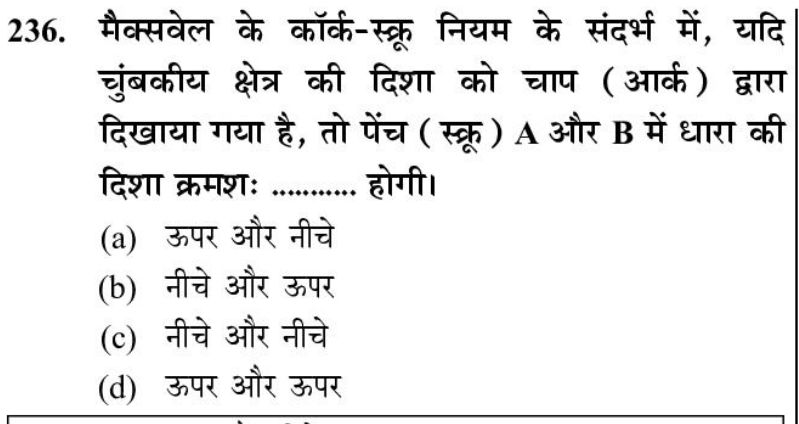 236. मैक्सवेल के कॉर्क-स्क्रू नियम के संदर्भ में, यदि
चुंबकीय क्षेत्र की दिशा को चाप (आर्क) द्वारा
दिखाया गया है, तो पेंच (स्क्रू) A और B में धारा की
दिशा क्रमशः ........... होगी।
(a) ऊपर और नीचे
(b) नीचे और ऊपर
(c) नीचे और नीचे
(d) ऊपर और ऊपर